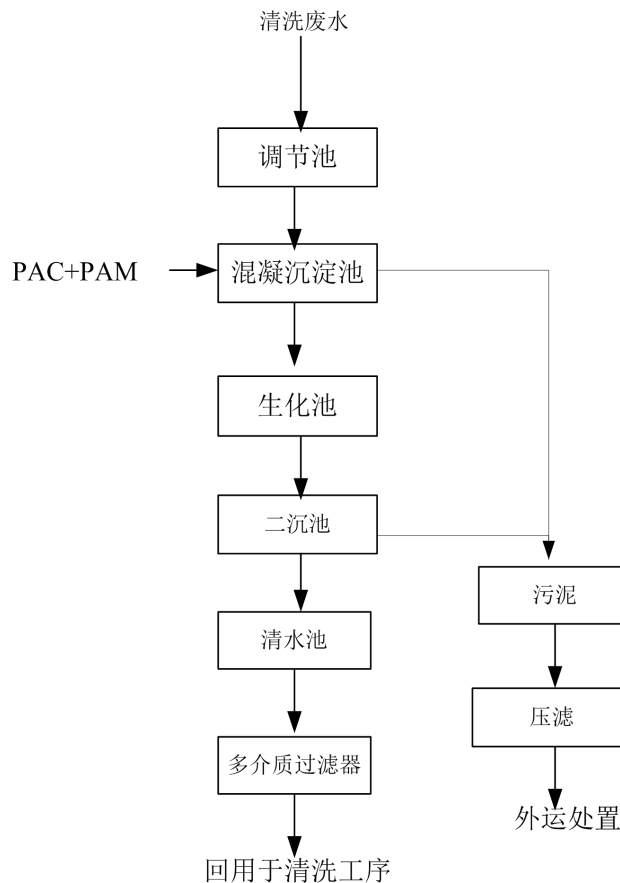 清洗废水
调节池
PAC+PAM
混凝沉淀池
生化池
二沉池
污泥
清水池
压滤
多介质过滤器
外运处置
回用于清洗工序